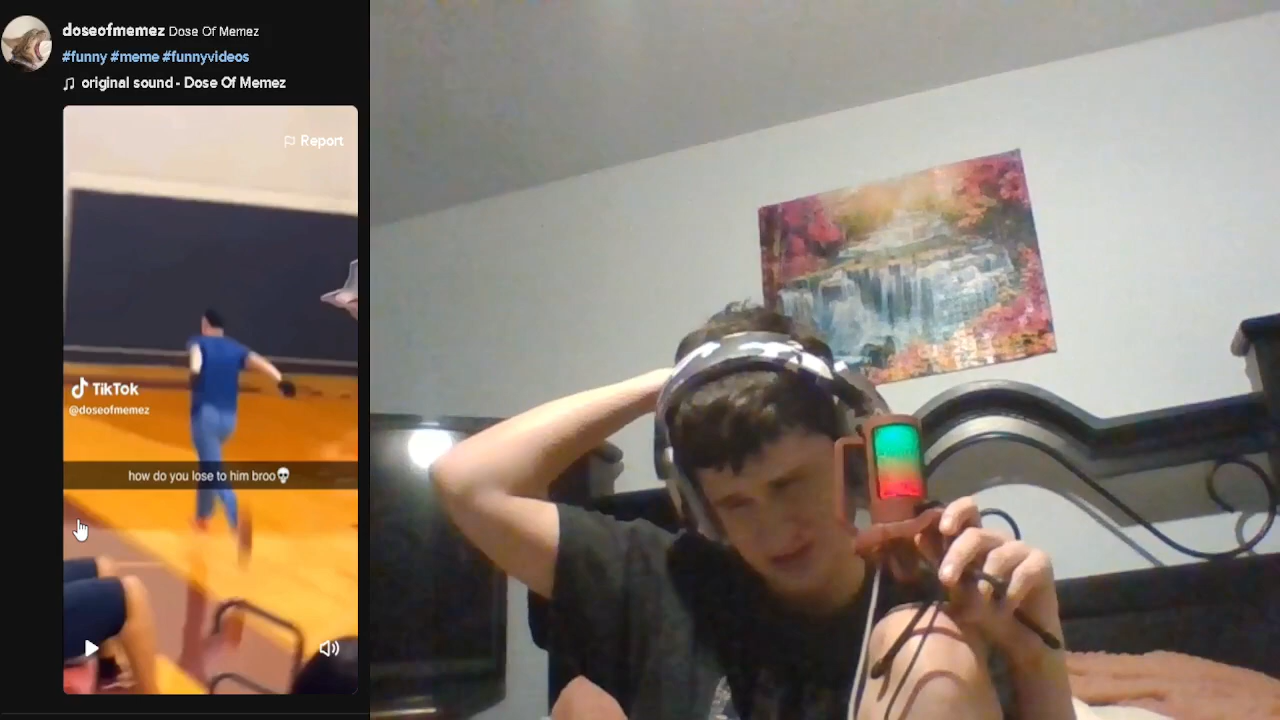 doseofmemez Dose Of Memez
#funny #meme #funnyvideos
original sound - Dose Of Memez
Report
TikTok
@doseofmemez
how do you lose to him broo💀